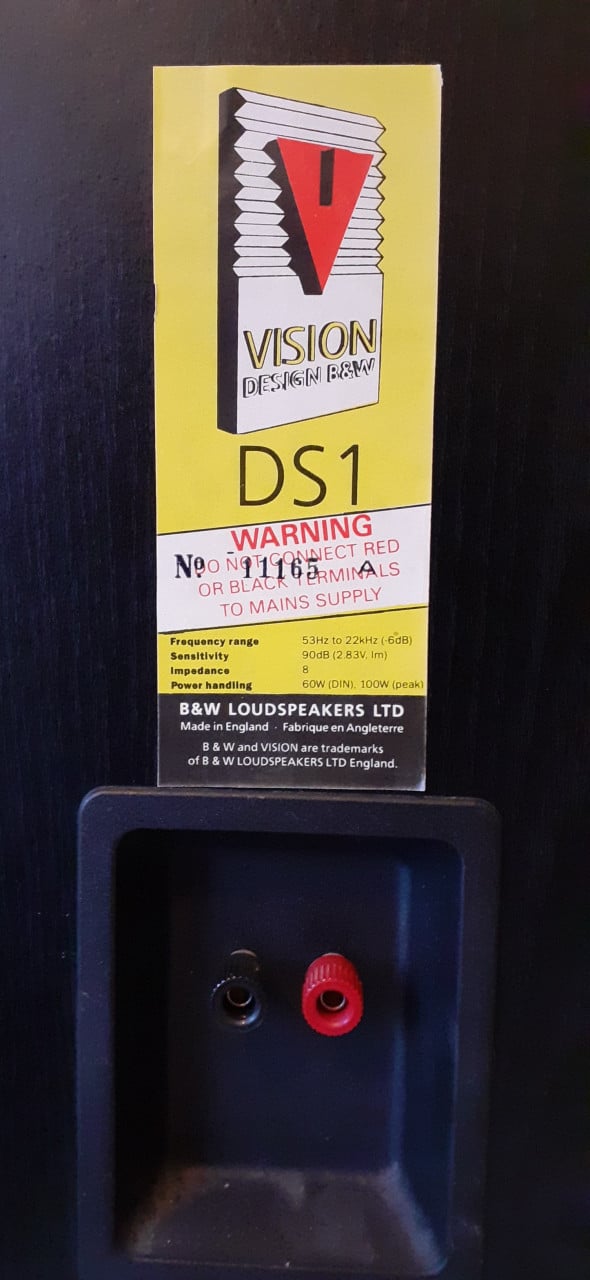 VISION
DESIGN B&W
DS1
WARNING
DO NOT CONNECT RED
OR BLACK TERMINALS
TO MAINS SUPPLY
No 11165 A
Frequency range 53Hz to 22kHz (-6dB)
Sensitivity 90dB (2.83V, 1m)
Impedance 8
Power handling 60W (DIN), 100W (peak)
B&W LOUDSPEAKERS LTD
Made in England · Fabrique en Angleterre
B & W and VISION are trademarks
of B & W LOUDSPEAKERS LTD England.